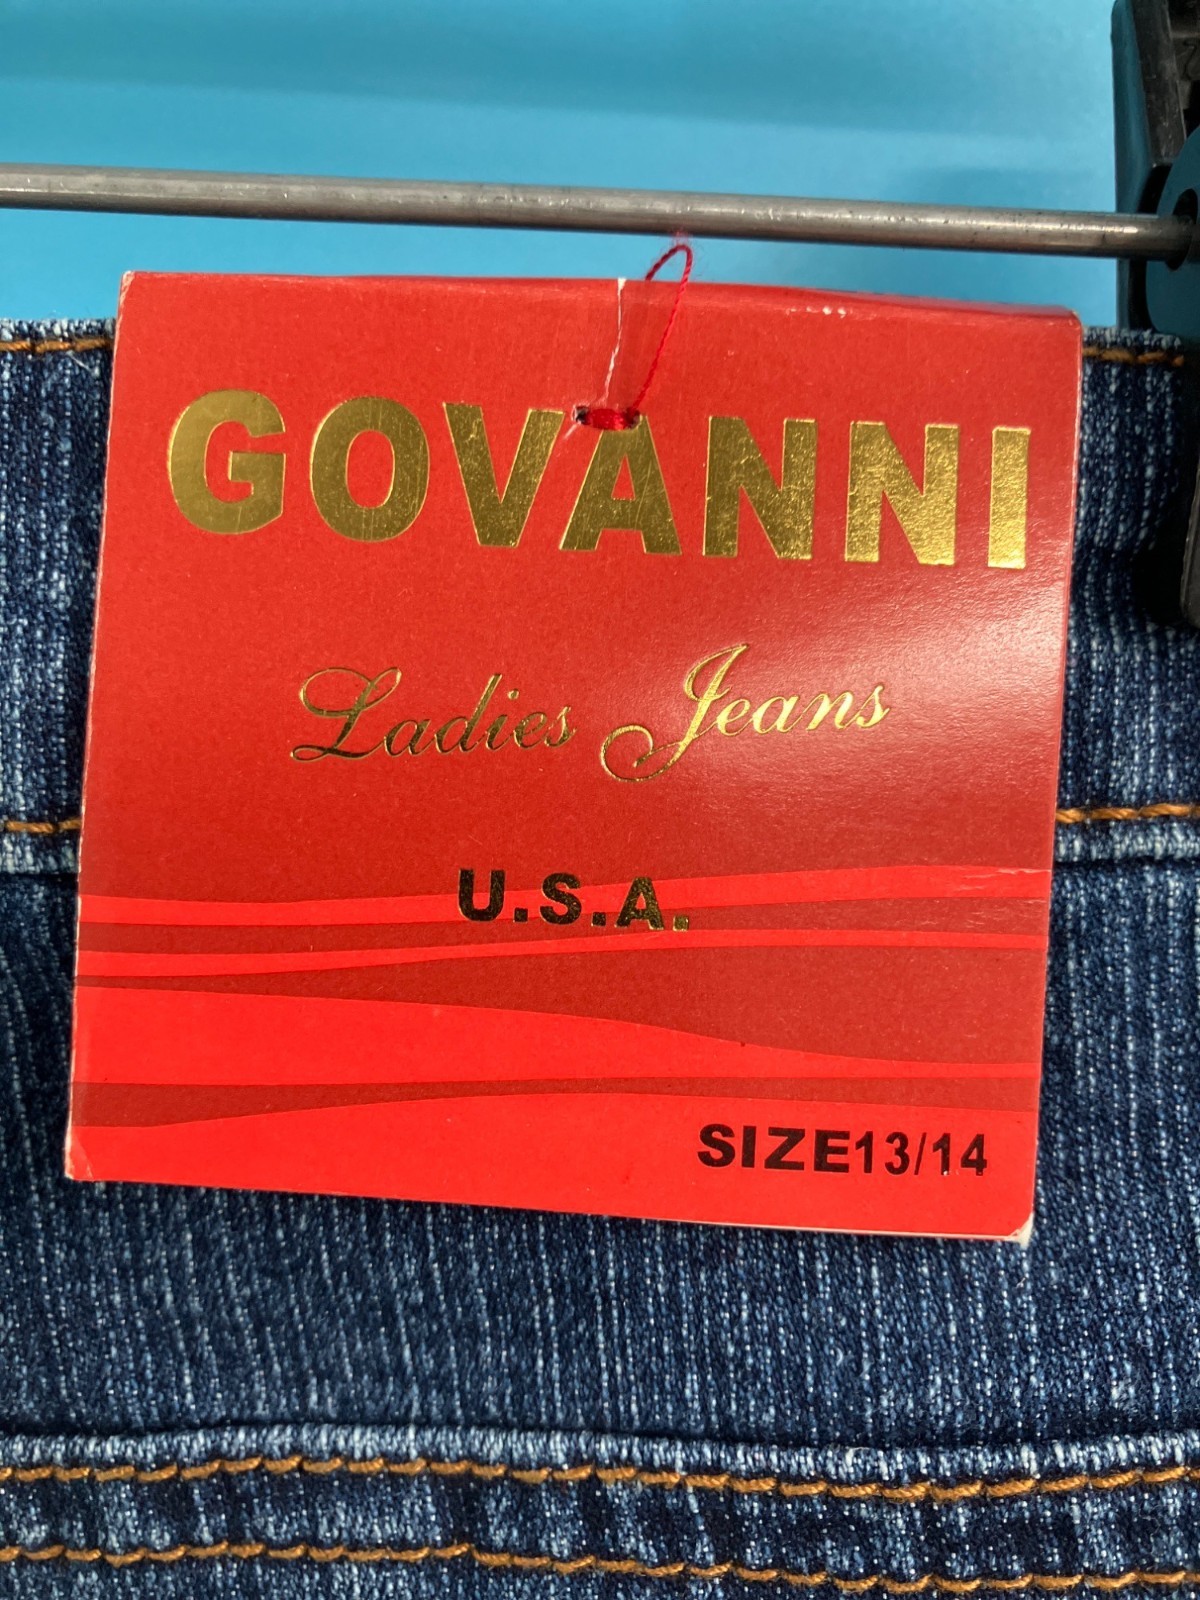 GOVANNI
Ladies Jeans
U.S.A.
SIZE13/14